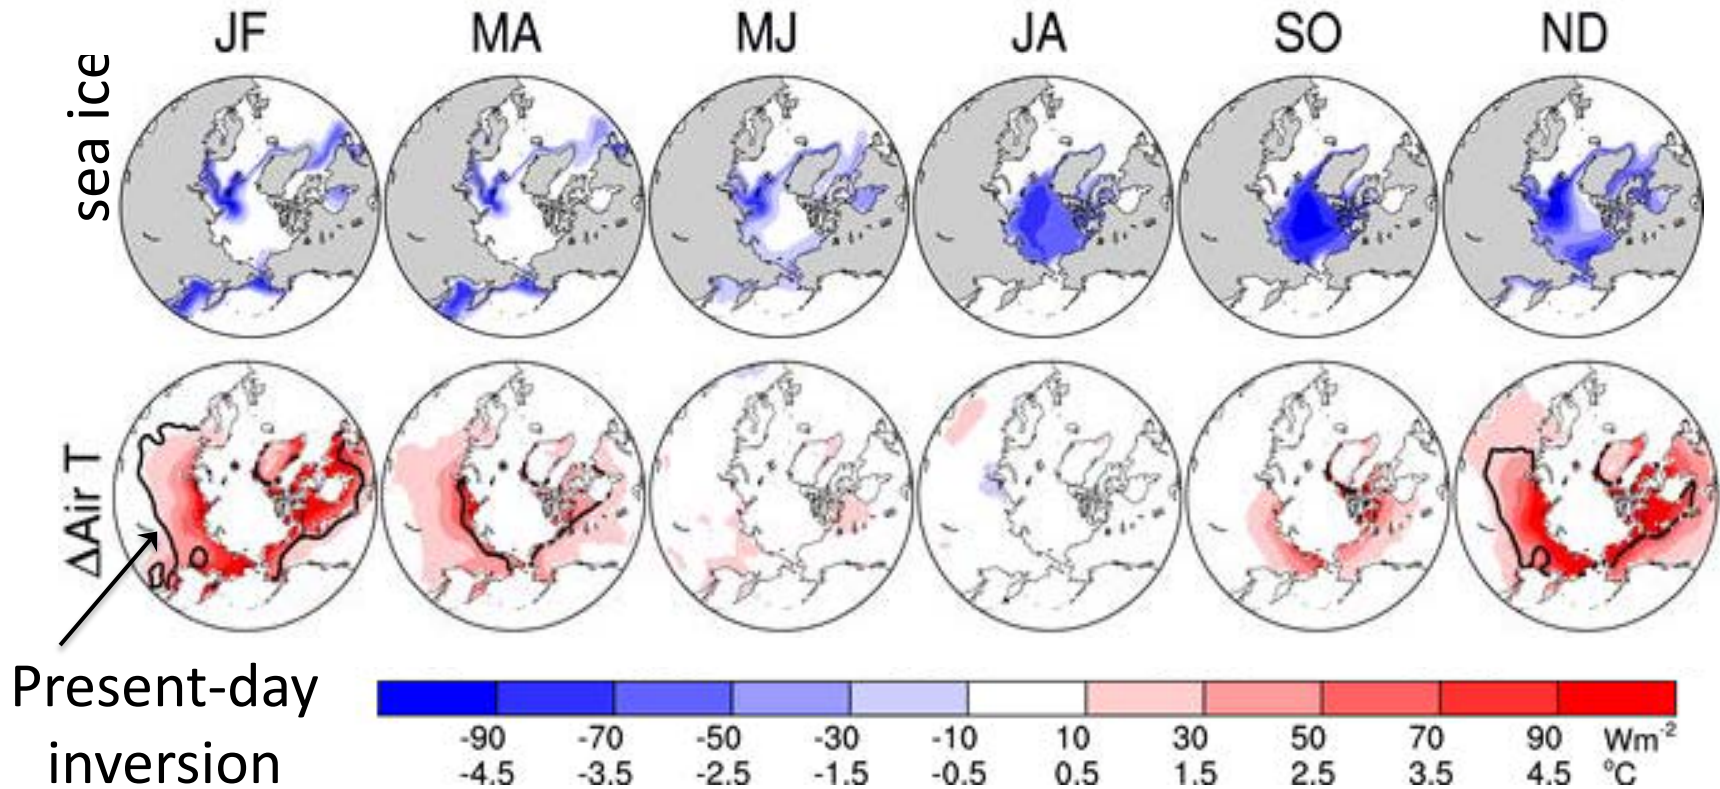 JF MA MJ JA SO ND
sea ice
ΔAir T
Present-day
inversion
-90 -70 -50 -30 -10 10 30 50 70 90 Wm⁻²
-4.5 -3.5 -2.5 -1.5 -0.5 0.5 1.5 2.5 3.5 4.5 ºC